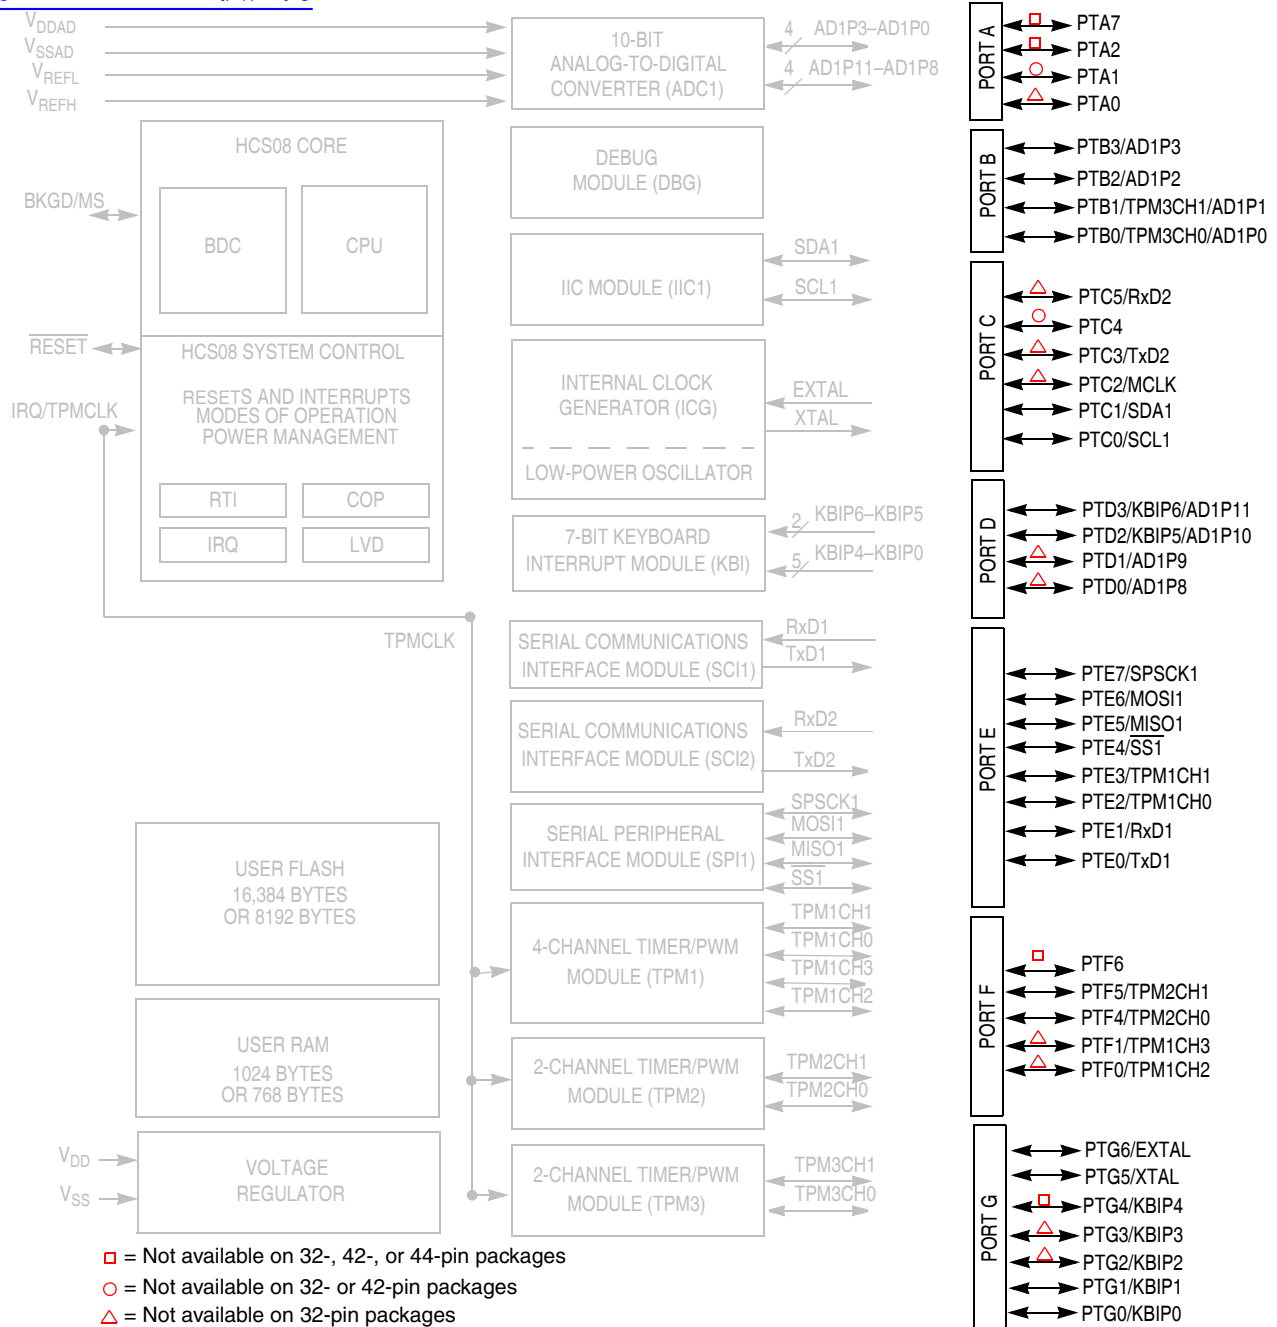 V_DDAD
V_SSAD
V_REFL
V_REFH
10-BIT
ANALOG-TO-DIGITAL
CONVERTER (ADC1)
4 AD1P3–AD1P0
4 AD1P11–AD1P8
HCS08 CORE
BDC
CPU
BKGD/MS
DEBUG
MODULE (DBG)
IIC MODULE (IIC1)
SDA1
SCL1
RESET
HCS08 SYSTEM CONTROL
RESETS AND INTERRUPTS
MODES OF OPERATION
POWER MANAGEMENT
IRQ/TPMCLK
RTI
COP
IRQ
LVD
INTERNAL CLOCK
GENERATOR (ICG)
LOW-POWER OSCILLATOR
EXTAL
XTAL
7-BIT KEYBOARD
INTERRUPT MODULE (KBI)
2 KBIP6–KBIP5
5 KBIP4–KBIP0
TPMCLK
SERIAL COMMUNICATIONS
INTERFACE MODULE (SCI1)
RxD1
TxD1
SERIAL COMMUNICATIONS
INTERFACE MODULE (SCI2)
RxD2
TxD2
SERIAL PERIPHERAL
INTERFACE MODULE (SPI1)
SPSCK1
MOSI1
MISO1
SS1
USER FLASH
16,384 BYTES
OR 8192 BYTES
4-CHANNEL TIMER/PWM
MODULE (TPM1)
TPM1CH1
TPM1CH0
TPM1CH3
TPM1CH2
USER RAM
1024 BYTES
OR 768 BYTES
2-CHANNEL TIMER/PWM
MODULE (TPM2)
TPM2CH1
TPM2CH0
V_DD
V_SS
VOLTAGE
REGULATOR
2-CHANNEL TIMER/PWM
MODULE (TPM3)
TPM3CH1
TPM3CH0
PORT A
PTA7
PTA2
PTA1
PTA0
PORT B
PTB3/AD1P3
PTB2/AD1P2
PTB1/TPM3CH1/AD1P1
PTB0/TPM3CH0/AD1P0
PORT C
PTC5/RxD2
PTC4
PTC3/TxD2
PTC2/MCLK
PTC1/SDA1
PTC0/SCL1
PORT D
PTD3/KBIP6/AD1P11
PTD2/KBIP5/AD1P10
PTD1/AD1P9
PTD0/AD1P8
PORT E
PTE7/SPSCK1
PTE6/MOSI1
PTE5/MISO1
PTE4/SS1
PTE3/TPM1CH1
PTE2/TPM1CH0
PTE1/RxD1
PTE0/TxD1
PORT F
PTF6
PTF5/TPM2CH1
PTF4/TPM2CH0
PTF1/TPM1CH3
PTF0/TPM1CH2
PORT G
PTG6/EXTAL
PTG5/XTAL
PTG4/KBIP4
PTG3/KBIP3
PTG2/KBIP2
PTG1/KBIP1
PTG0/KBIP0
□ = Not available on 32-, 42-, or 44-pin packages
○ = Not available on 32- or 42-pin packages
△ = Not available on 32-pin packages